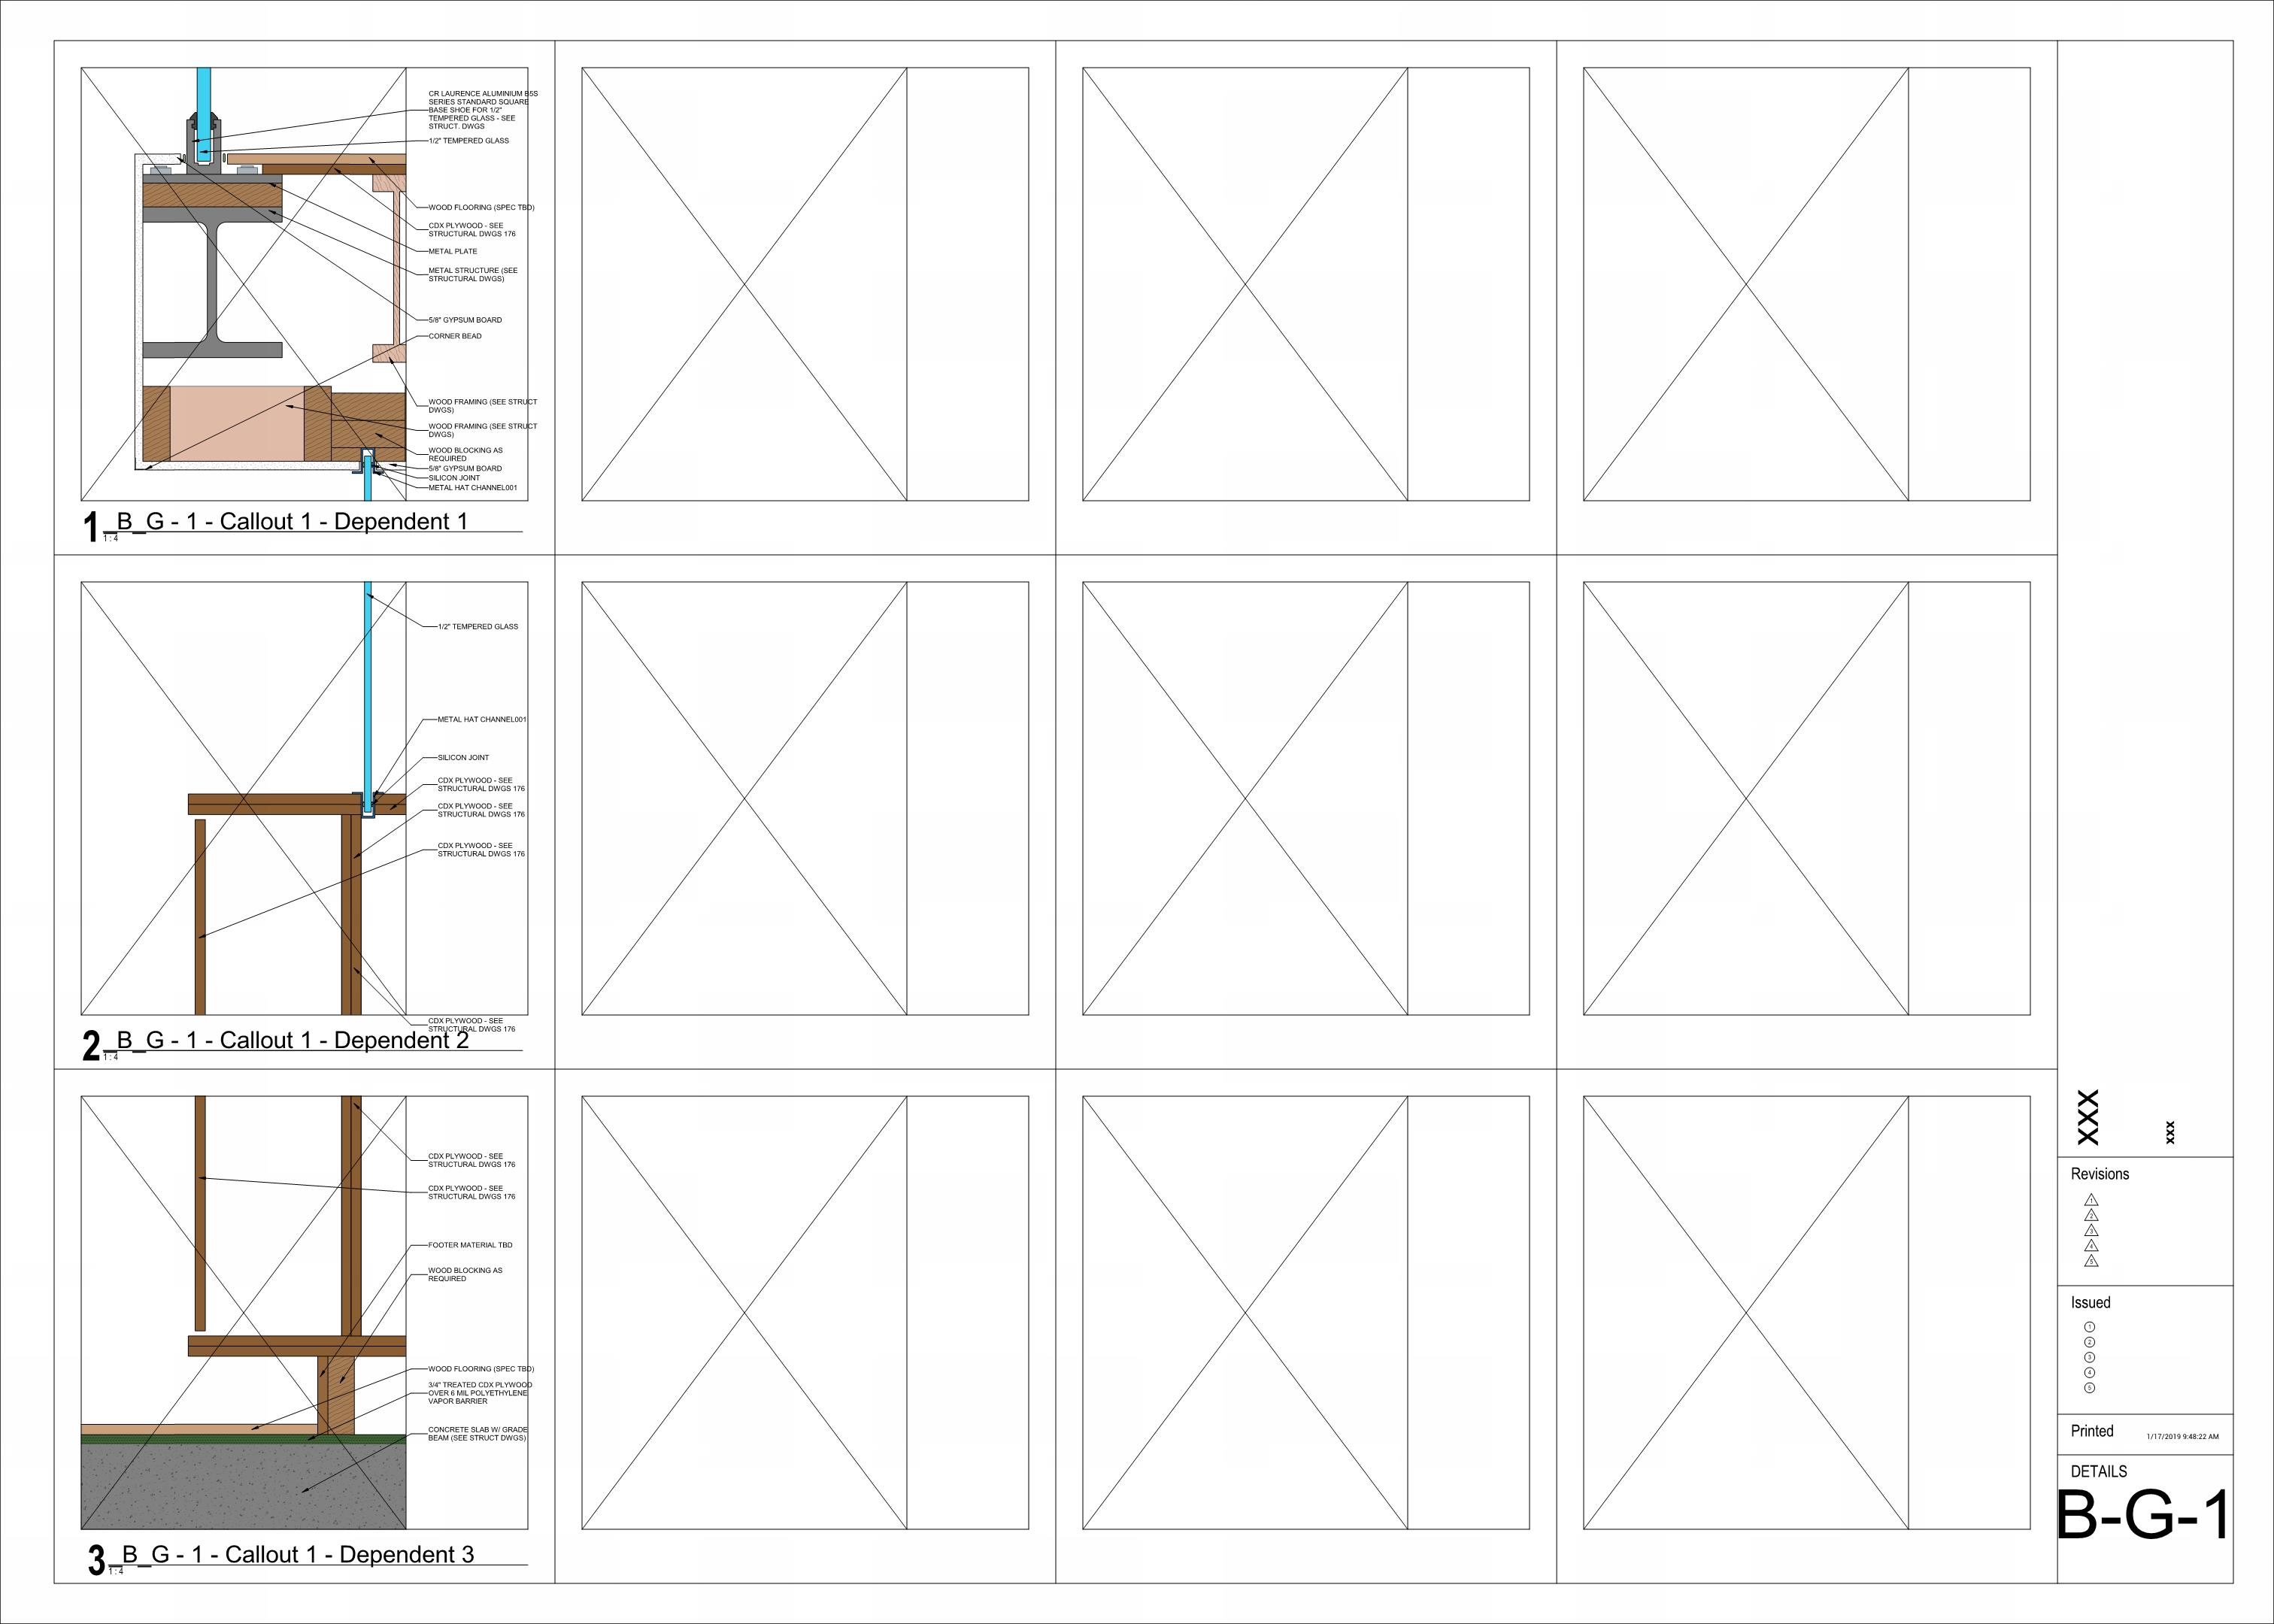 CR LAURENCE ALUMINIUM B5S
SERIES STANDARD SQUARE
BASE SHOE FOR 1/2"
TEMPERED GLASS - SEE
STRUCT. DWGS
1/2" TEMPERED GLASS
WOOD FLOORING (SPEC TBD)
CDX PLYWOOD - SEE
STRUCTURAL DWGS 176
METAL PLATE
METAL STRUCTURE (SEE
STRUCTURAL DWGS)
5/8" GYPSUM BOARD
CORNER BEAD
WOOD FRAMING (SEE STRUCT
DWGS)
WOOD FRAMING (SEE STRUCT
DWGS)
WOOD BLOCKING AS
REQUIRED
5/8" GYPSUM BOARD
SILICON JOINT
METAL HAT CHANNEL001
1 _B_G - 1 - Callout 1 - Dependent 1
1 : 4
1/2" TEMPERED GLASS
METAL HAT CHANNEL001
SILICON JOINT
CDX PLYWOOD - SEE
STRUCTURAL DWGS 176
CDX PLYWOOD - SEE
STRUCTURAL DWGS 176
CDX PLYWOOD - SEE
STRUCTURAL DWGS 176
CDX PLYWOOD - SEE
STRUCTURAL DWGS 176
2 _B_G - 1 - Callout 1 - Dependent 2
1 : 4
CDX PLYWOOD - SEE
STRUCTURAL DWGS 176
CDX PLYWOOD - SEE
STRUCTURAL DWGS 176
FOOTER MATERIAL TBD
WOOD BLOCKING AS
REQUIRED
WOOD FLOORING (SPEC TBD)
3/4" TREATED CDX PLYWOOD
OVER 6 MIL POLYETHYLENE
VAPOR BARRIER
CONCRETE SLAB W/ GRADE
BEAM (SEE STRUCT DWGS)
3 _B_G - 1 - Callout 1 - Dependent 3
1 : 4
XXX
XXX
Revisions
1
2
3
4
5
Issued
1
2
3
4
5
Printed 1/17/2019 9:48:22 AM
DETAILS
B-G-1